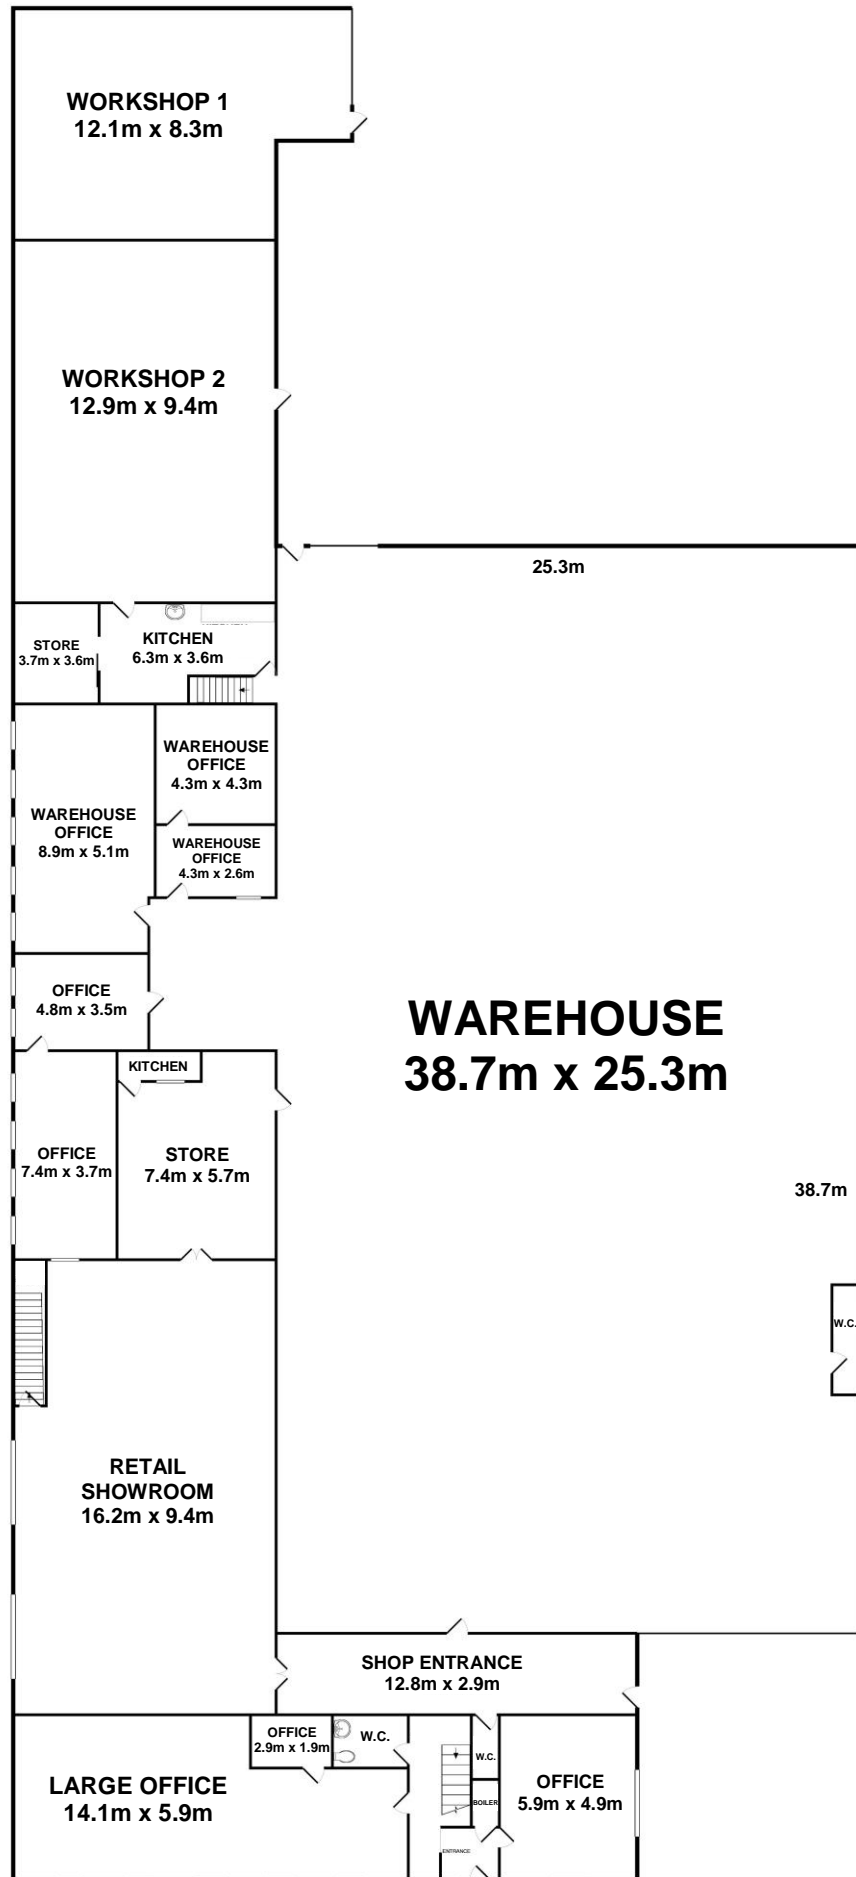 WORKSHOP 1
12.1m x 8.3m
WORKSHOP 2
12.9m x 9.4m
25.3m
STORE
3.7m x 3.6m
KITCHEN
6.3m x 3.6m
WAREHOUSE
OFFICE
4.3m x 4.3m
WAREHOUSE
OFFICE
8.9m x 5.1m
WAREHOUSE
OFFICE
4.3m x 2.6m
OFFICE
4.8m x 3.5m
WAREHOUSE
38.7m x 25.3m
KITCHEN
OFFICE
7.4m x 3.7m
STORE
7.4m x 5.7m
38.7m
W.C.
RETAIL
SHOWROOM
16.2m x 9.4m
SHOP ENTRANCE
12.8m x 2.9m
OFFICE
2.9m x 1.9m
W.C.
W.C.
LARGE OFFICE
14.1m x 5.9m
BOILER
OFFICE
5.9m x 4.9m
ENTRANCE